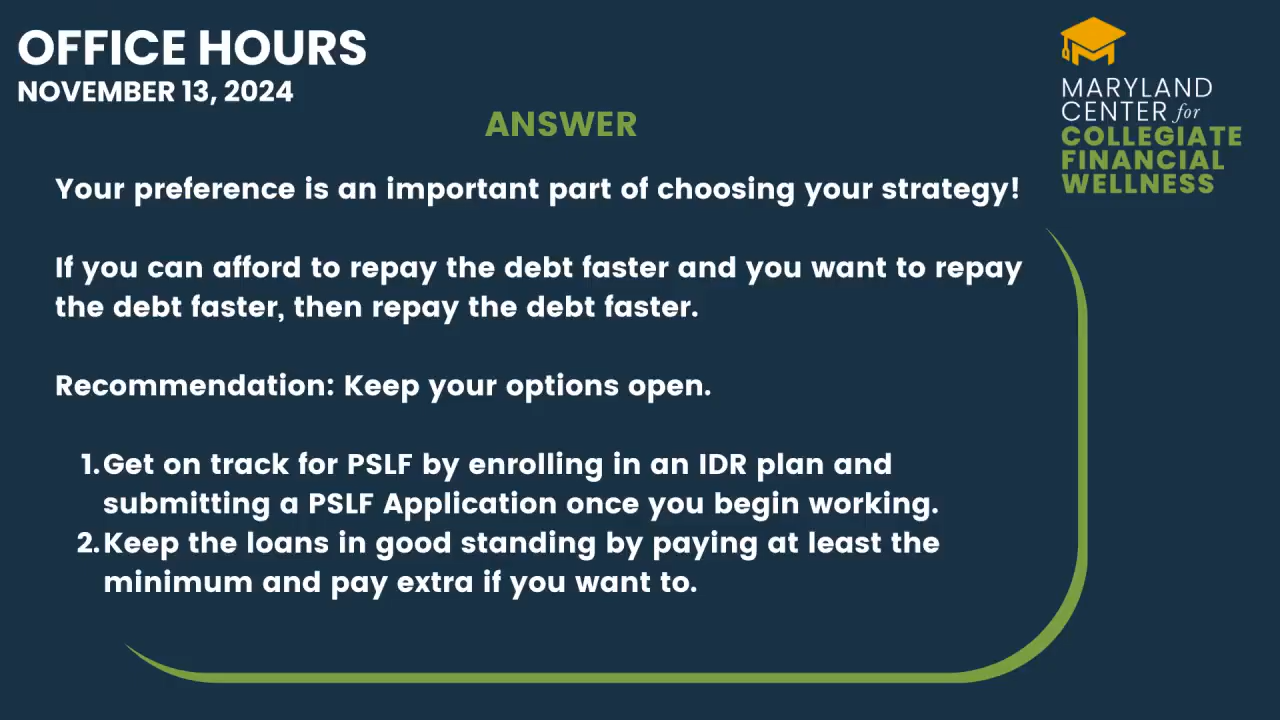 OFFICE HOURS
NOVEMBER 13, 2024
MARYLAND
CENTER for
COLLEGIATE
FINANCIAL
WELLNESS
ANSWER
Your preference is an important part of choosing your strategy!
If you can afford to repay the debt faster and you want to repay
the debt faster, then repay the debt faster.
Recommendation: Keep your options open.
1. Get on track for PSLF by enrolling in an IDR plan and
submitting a PSLF Application once you begin working.
2. Keep the loans in good standing by paying at least the
minimum and pay extra if you want to.